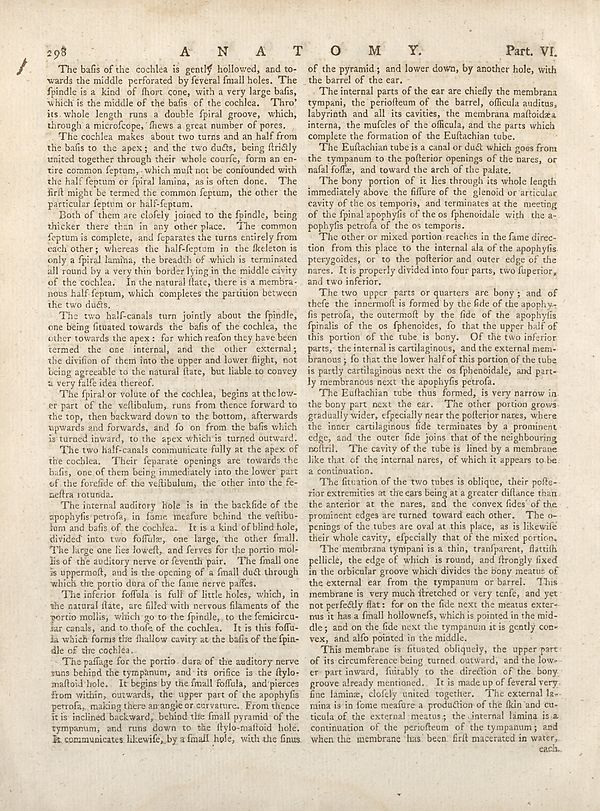 298 A N A T O M Y. Part. VI.
The baſis of the cochlea is gently hollowed, and to-
wards the middle perforated by ſeveral ſmall holes. The
ſpindle is a kind of ſhort cone, with a very large baſis,
which is the middle of the baſis of the cochlea. Thro'
its whole length runs a double ſpiral groove, which,
through a microſcope, ſhews a great number of pores.
The cochlea makes about two turns and an half from
the baſis to the apex; and the two ducts, being ſtrictly
united together through their whole courſe, form an en-
tire common ſeptum, which muſt not be confounded with
the half ſeptum or ſpiral lamina, as is often done. The
firſt might be termed the common ſeptum, the other the
particular ſeptum or half-ſeptum.
Both of them are cloſely joined to the ſpindle, being
thicker there than in any other place. The common
ſeptum is complete, and ſeparates the turns entirely from
each other; whereas the half-ſeptum in the ſkeleton is
only a ſpiral lamina, the breadth of which is terminated
all round by a very thin border lying in the middle cavity
of the cochlea. In the natural ſtate, there is a membra-
nous half-ſeptum, which completes the partition between
the two ducts.
The two half-canals turn jointly about the ſpindle,
one being ſituated towards the baſis of the cochlea, the
other towards the apex: for which reaſon they have been
termed the one internal, and the other external;
the diviſion of them into the upper and lower flight, not
being agreeable to the natural ſtate, but liable to convey
a very falſe idea thereof.
The ſpiral or volute of the cochlea, begins at the low-
er part of the veſtibulum, runs from thence forward to
the top, then backward down to the bottom, afterwards
upwards and forwards, and ſo on from the baſis which
is turned inward, to the apex which is turned outward.
The two half-canals communicate fully at the apex of
the cochlea. Their ſeparate openings are towards the
baſis, one of them being immediately into the lower part
of the foreſide of the veſtibulum, the other into the fe-
neſtra rotunda.
The internal auditory hole is in the backſide of the
apophyſis petroſa, in ſome meaſure behind the veſtibu-
lum and baſis of the cochlea. It is a kind of blind hole,
divided into two foſſulæ, one large, the other ſmall.
The large one lies loweſt, and ſerves for the portio mol-
lis of the auditory nerve or ſeventh pair. The ſmall one
is uppermoſt, and is the opening of a ſmall duct through
which the portio dura of the ſame nerve paſſes.
The inferior foſſula is full of little holes, which, in
the natural ſtate, are filled with nervous filaments of the
portio mollis, which go to the ſpindle, to the ſemicircu-
lar canals, and to thoſe of the cochlea. It is this foſſu-
la which forms the ſhallow cavity at the baſis of the ſpin-
dle of the cochlea.
The paſſage for the portio dura of the auditory nerve
runs behind the tympanum, and its orifice is the ſtylo-
maſtoid hole. It begins by the ſmall foſſula, and pierces
from within, outwards, the upper part of the apophyſis
petroſa, making there an angle or curvature. From thence
it is inclined backward, behind the ſmall pyramid of the
tympanum, and runs down to the ſtylo-maſtoid hole.
It communicates likewiſe, by a ſmall hole, with the ſinus
of the pyramid; and lower down, by another hole, with
the barrel of the ear.
The internal parts of the ear are chiefly the membrana
tympani, the perioſteum of the barrel, oſſicula auditus,
labyrinth and all its cavities, the membrana maſtoidæa
interna, the muſcles of the oſſicula, and the parts which
complete the formation of the Euſtachian tube.
The Euſtachian tube is a canal or duct which goes from
the tympanum to the poſterior openings of the nares, or
naſal foſſæ, and toward the arch of the palate.
The bony portion of it lies through its whole length
immediately above the fiſſure of the glenoid or articular
cavity of the os temporis, and terminates at the meeting
of the ſpinal apophyſis of the os ſphenoidale with the a-
pophyſis petroſa of the os temporis.
The other or mixed portion reaches in the ſame direc-
tion from this place to the internal ala of the apophyſis
pterygoides, or to the poſterior and outer edge of the
nares. It is properly divided into four parts, two ſuperior,
and two inferior.
The two upper parts or quarters are bony; and of
theſe the innermoſt is formed by the ſide of the apophy-
ſis petroſa, the outermoſt by the ſide of the apophyſis
ſpinalis of the os ſphenoides, ſo that the upper half of
this portion of the tube is bony. Of the two inferior
parts, the internal is cartilaginous, and the external mem-
branous; ſo that the lower half of this portion of the tube
is partly cartilaginous next the os ſphenoidale, and part-
ly membranous next the apophyſis petroſa.
The Euſtachian tube thus formed, is very narrow in
the bony part next the ear. The other portion grows
gradually wider, eſpecially near the poſterior nares, where
the inner cartilaginous ſide terminates by a prominent
edge, and the outer ſide joins that of the neighbouring
noſtril. The cavity of the tube is lined by a membrane
like that of the internal nares, of which it appears to be
a continuation.
The ſituation of the two tubes is oblique, their poſte-
rior extremities at the ears being at a greater diſtance than
the anterior at the nares, and the convex ſides of the
prominent edges are turned toward each other. The o-
penings of the tubes are oval at this place, as is likewiſe
their whole cavity, eſpecially that of the mixed portion.
The membrana tympani is a thin, tranſparent, flattiſh
pellicle, the edge of which is round, and ſtrongly fixed
in the orbicular groove which divides the bony meatus of
the external ear from the tympanum or barrel. This
membrane is very much ſtretched or very tenſe, and yet
not perfectly flat: for on the ſide next the meatus exter-
nus it has a ſmall hollowneſs, which is pointed in the mid-
dle; and on the ſide next the tympanum it is gently con-
vex, and alſo pointed in the middle.
This membrane is ſituated obliquely, the upper part
of its circumference being turned outward, and the low-
er part inward, ſuitably to the direction of the bony
groove already mentioned. It is made up of ſeveral very
fine laminæ, cloſely united together. The external la-
mina is in ſome meaſure a production of the ſkin and cu-
ticula of the external meatus; the internal lamina is a
continuation of the perioſteum of the tympanum; and
when the membrane has been firſt macerated in water,
each